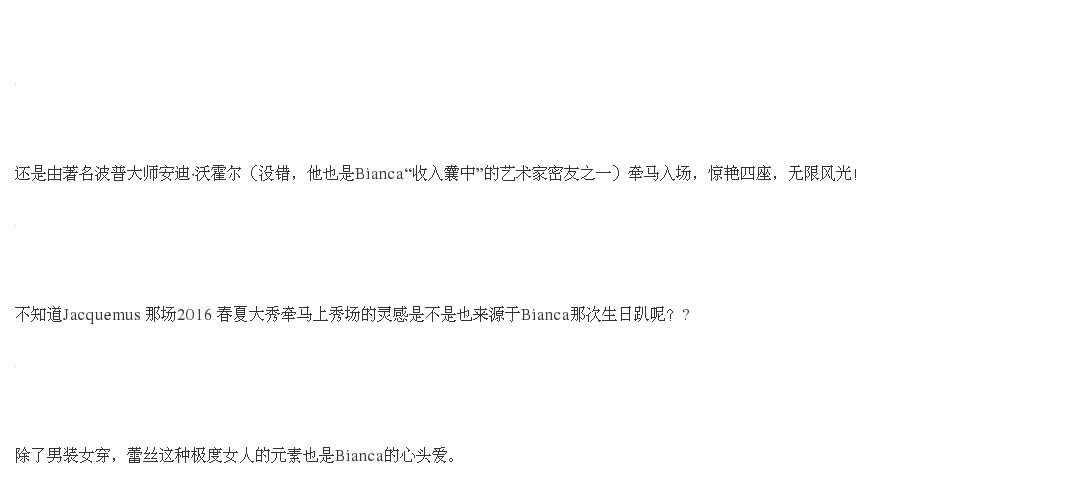 还是由著名波普大师安迪·沃霍尔（没错，他也是Bianca“收入囊中”的艺术家密友之一）牵马入场，惊艳四座，无限风光！
不知道Jacquemus 那场2016 春夏大秀牵马上秀场的灵感是不是也来源于Bianca那次生日趴呢？？
除了男装女穿，蕾丝这种极度女人的元素也是Bianca的心头爱。